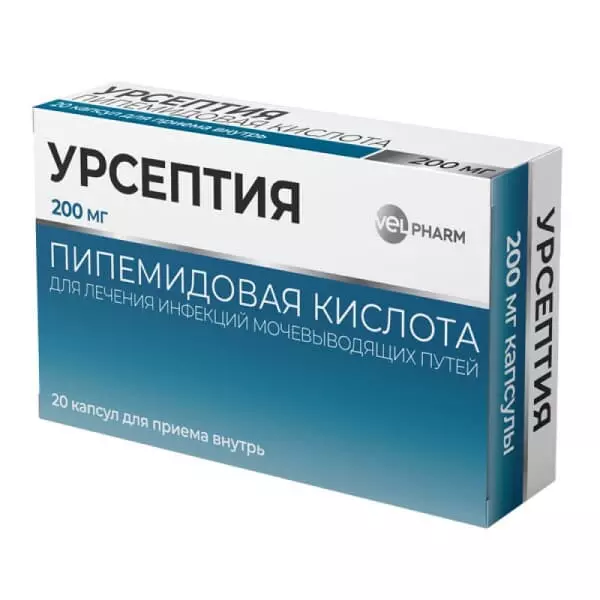 УРСЕПТИЯ
ПИПЕМИДОВАЯ КИСЛОТА
20 капсул для приема внутрь
200 мг
УРСЕПТИЯ
200 мг
VELPHARM
ПИПЕМИДОВАЯ КИСЛОТА
ДЛЯ ЛЕЧЕНИЯ ИНФЕКЦИЙ МОЧЕВЫВОДЯЩИХ ПУТЕЙ
20 капсул для приема внутрь
УРСЕПТИЯ
200 мг капсулы